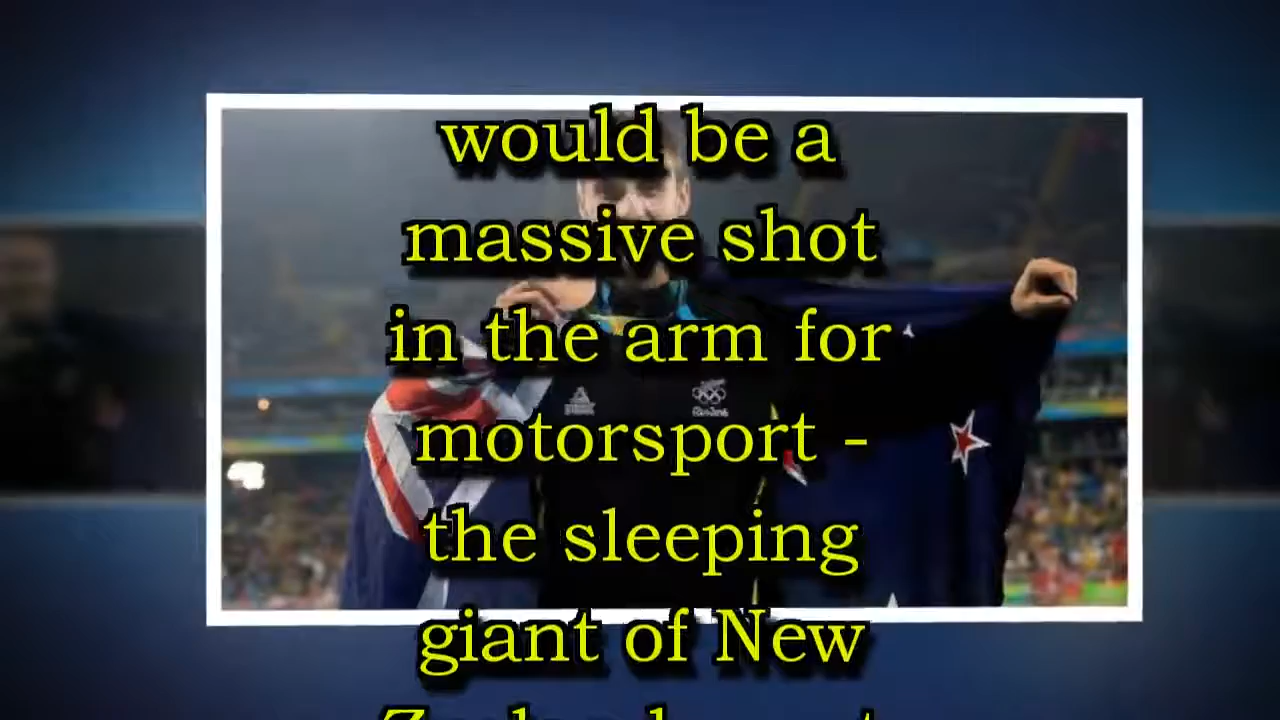 would be a
massive shot
in the arm for
motorsport -
the sleeping
giant of New